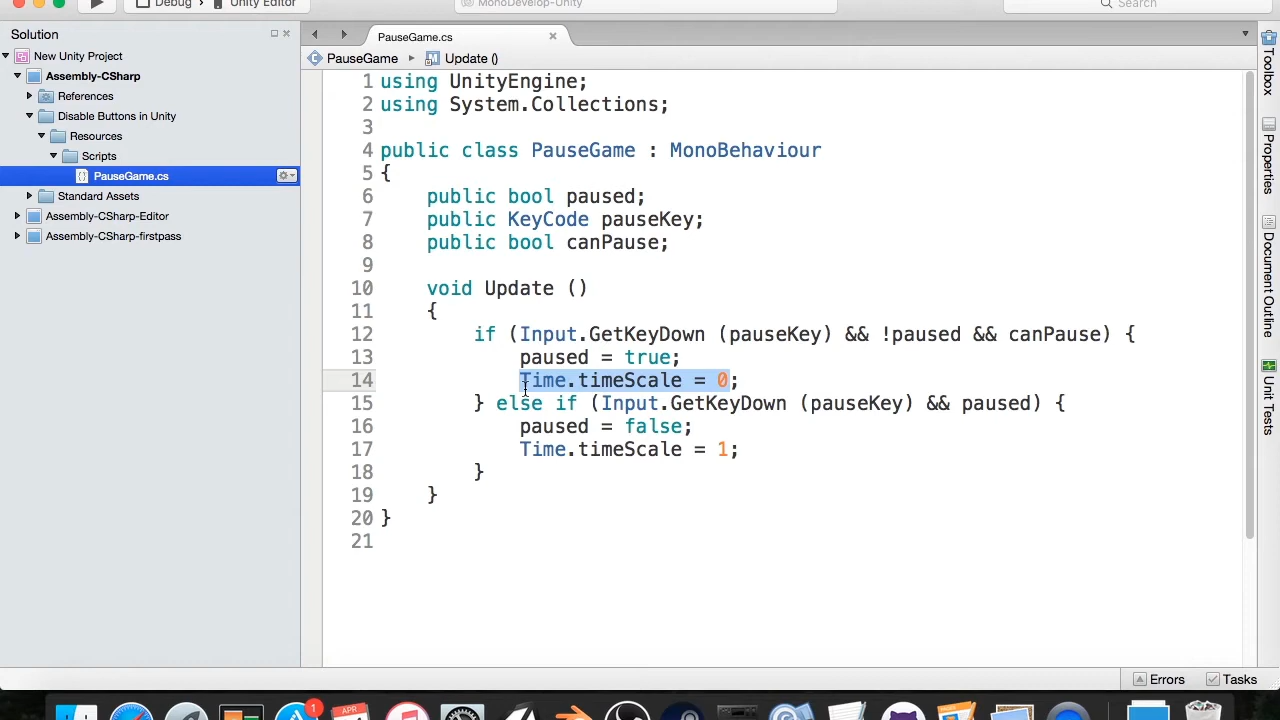 Debug
Unity Editor
MonoDevelop-Unity
Search
Solution
PauseGame.cs
New Unity Project
PauseGame
Update ()
Assembly-CSharp
References
Disable Buttons in Unity
Resources
Scripts
PauseGame.cs
Standard Assets
Assembly-CSharp-Editor
Assembly-CSharp-firstpass
1 using UnityEngine;
2 using System.Collections;
3
4 public class PauseGame : MonoBehaviour
5 {
6 public bool paused;
7 public KeyCode pauseKey;
8 public bool canPause;
9
10 void Update ()
11 {
12 if (Input.GetKeyDown (pauseKey) && !paused && canPause) {
13 paused = true;
14 Time.timeScale = 0;
15 } else if (Input.GetKeyDown (pauseKey) && paused) {
16 paused = false;
17 Time.timeScale = 1;
18 }
19 }
20 }
21
Toolbox
Properties
Document Outline
Unit Tests
Errors
Tasks
1
APR